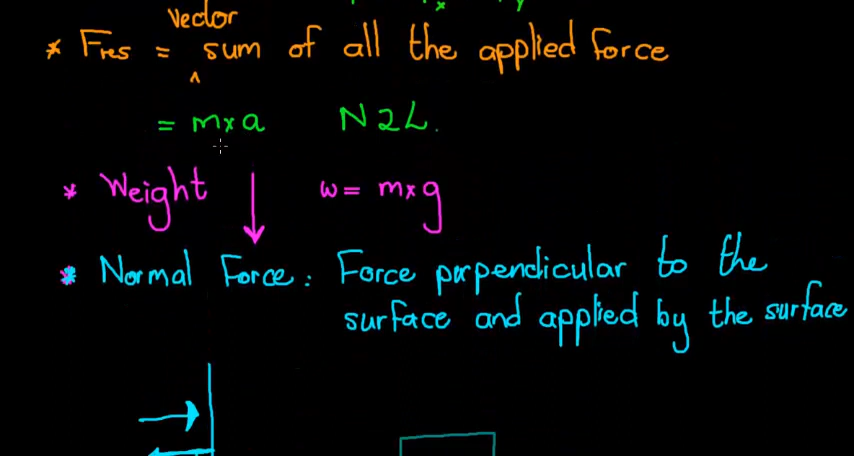 x y
* Fres = vector sum of all the applied force
= m x a N2L.
* Weight w = m x g
* Normal Force: Force perpendicular to the
surface and applied by the surface